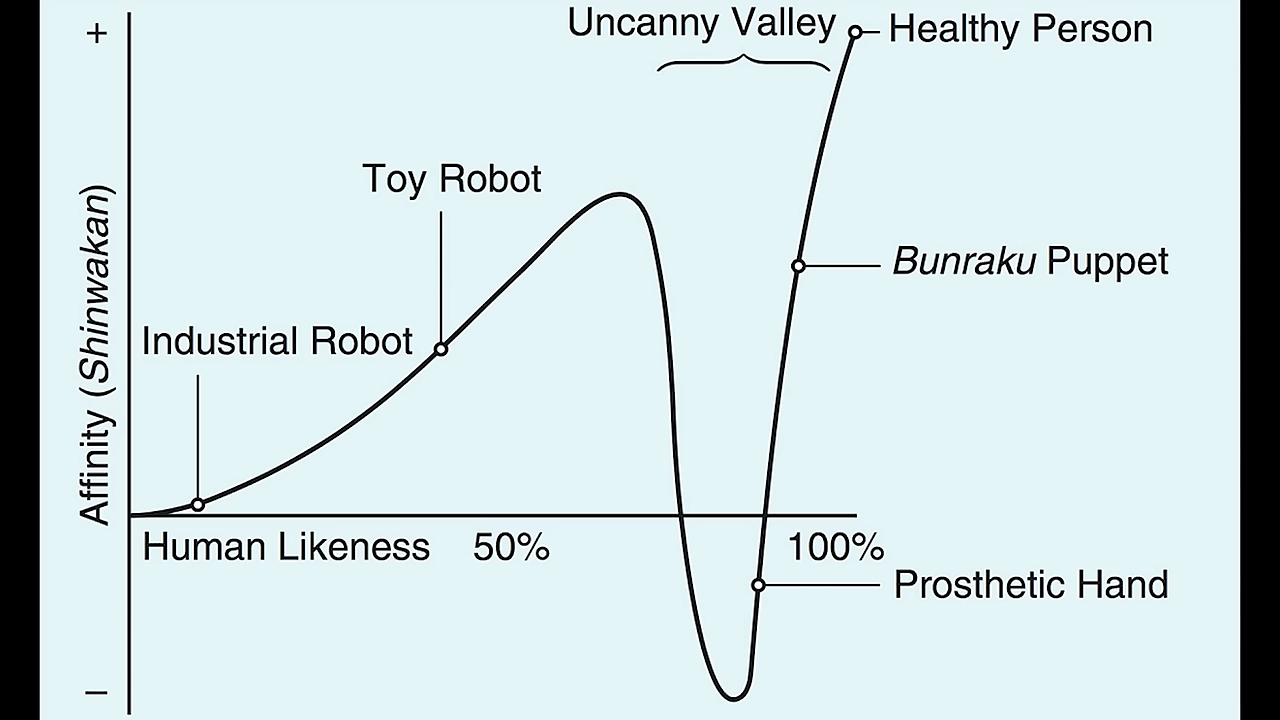 +
Uncanny Valley
Healthy Person
Toy Robot
Bunraku Puppet
Industrial Robot
Affinity (Shinwakan)
Human Likeness 50% 100%
Prosthetic Hand
–